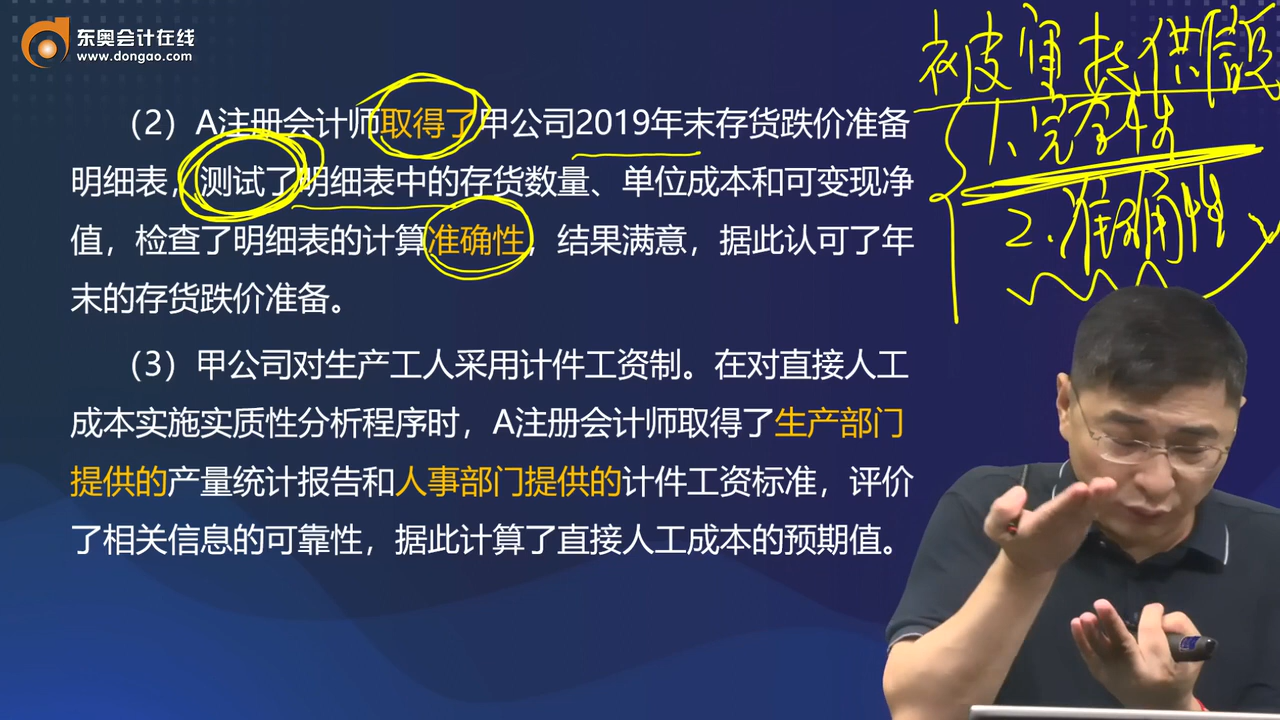 东奥会计在线
www.dongao.com
被审者供信息
1、完全性
2、准确性
（2）A注册会计师取得了甲公司2019年末存货跌价准备
明细表，测试了明细表中的存货数量、单位成本和可变现净
值，检查了明细表的计算准确性，结果满意，据此认可了年
末的存货跌价准备。
（3）甲公司对生产工人采用计件工资制。在对直接人工
成本实施实质性分析程序时，A注册会计师取得了生产部门
提供的产量统计报告和人事部门提供的计件工资标准，评价
了相关信息的可靠性，据此计算了直接人工成本的预期值。